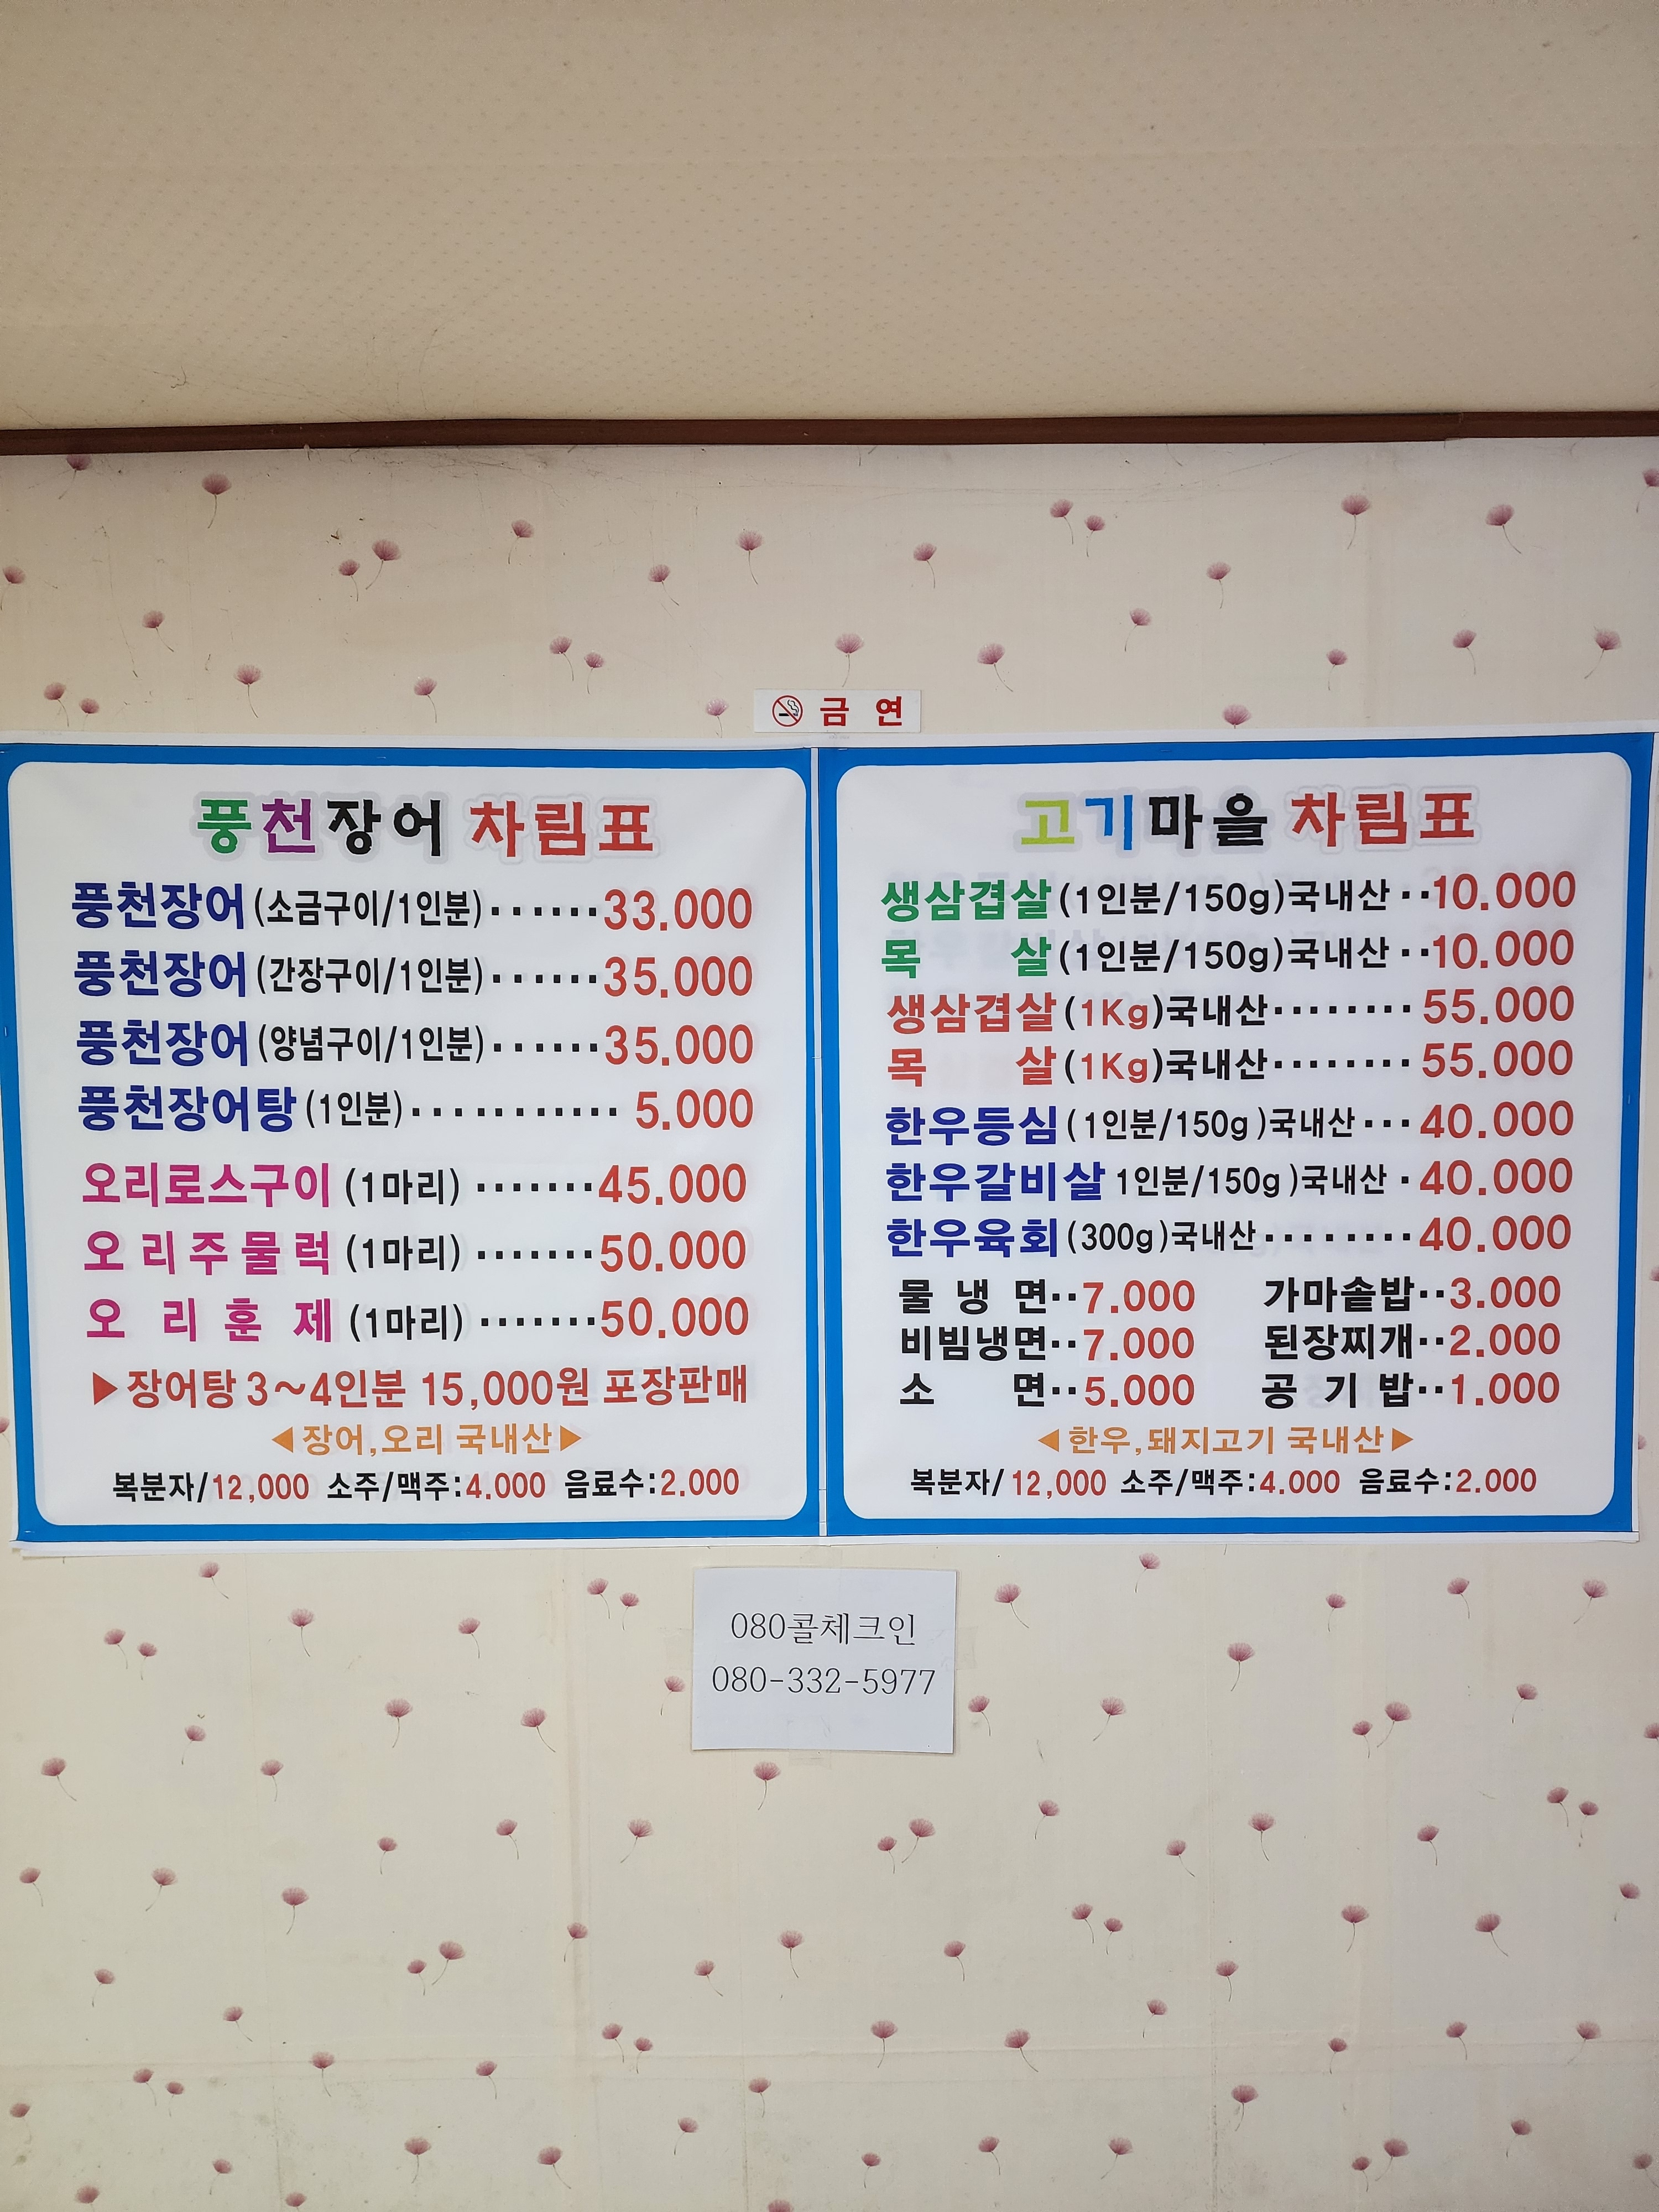 금 연
풍천장어 차림표
풍천장어(소금구이/1인분)······33.000
풍천장어(간장구이/1인분)······35.000
풍천장어(양념구이/1인분)······35.000
풍천장어탕(1인분)············ 5.000
오리로스구이 (1마리) ·······45.000
오리주물럭 (1마리) ·······50.000
오 리 훈 제 (1마리) ·······50.000
▶장어탕 3~4인분 15,000원 포장판매
◀장어,오리 국내산▶
복분자/12,000 소주/맥주:4.000 음료수:2.000
고기마을 차림표
생삼겹살(1인분/150g)국내산 ··10.000
목 살(1인분/150g)국내산 ··10.000
생삼겹살(1Kg)국내산········ 55.000
목 살(1Kg)국내산········ 55.000
한우등심(1인분/150g)국내산···40.000
한우갈비살 1인분/150g)국내산 ·40.000
한우육회(300g)국내산········40.000
물 냉 면··7.000 가마솥밥··3.000
비빔냉면··7.000 된장찌개··2.000
소 면··5.000 공 기 밥··1.000
◀한우,돼지고기 국내산▶
복분자/12,000 소주/맥주:4.000 음료수:2.000
080콜체크인
080-332-5977